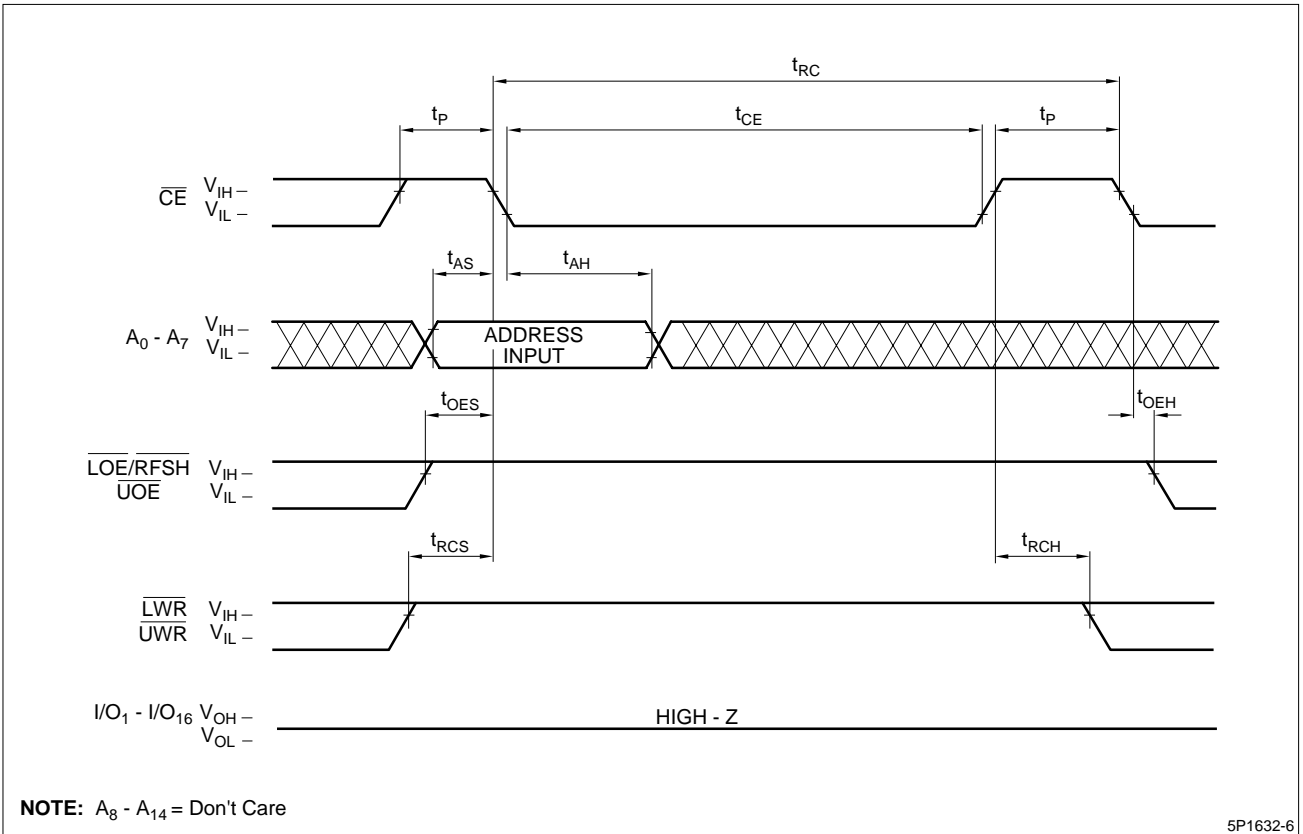 tRC
tP
tCE
tP
CE VIH –
VIL –
tAS
tAH
A0 - A7 VIH –
VIL –
ADDRESS
INPUT
tOES
tOEH
LOE/RFSH VIH –
UOE VIL –
tRCS
tRCH
LWR VIH –
UWR VIL –
I/O1 - I/O16 VOH –
VOL –
HIGH - Z
NOTE: A8 - A14 = Don't Care
5P1632-6